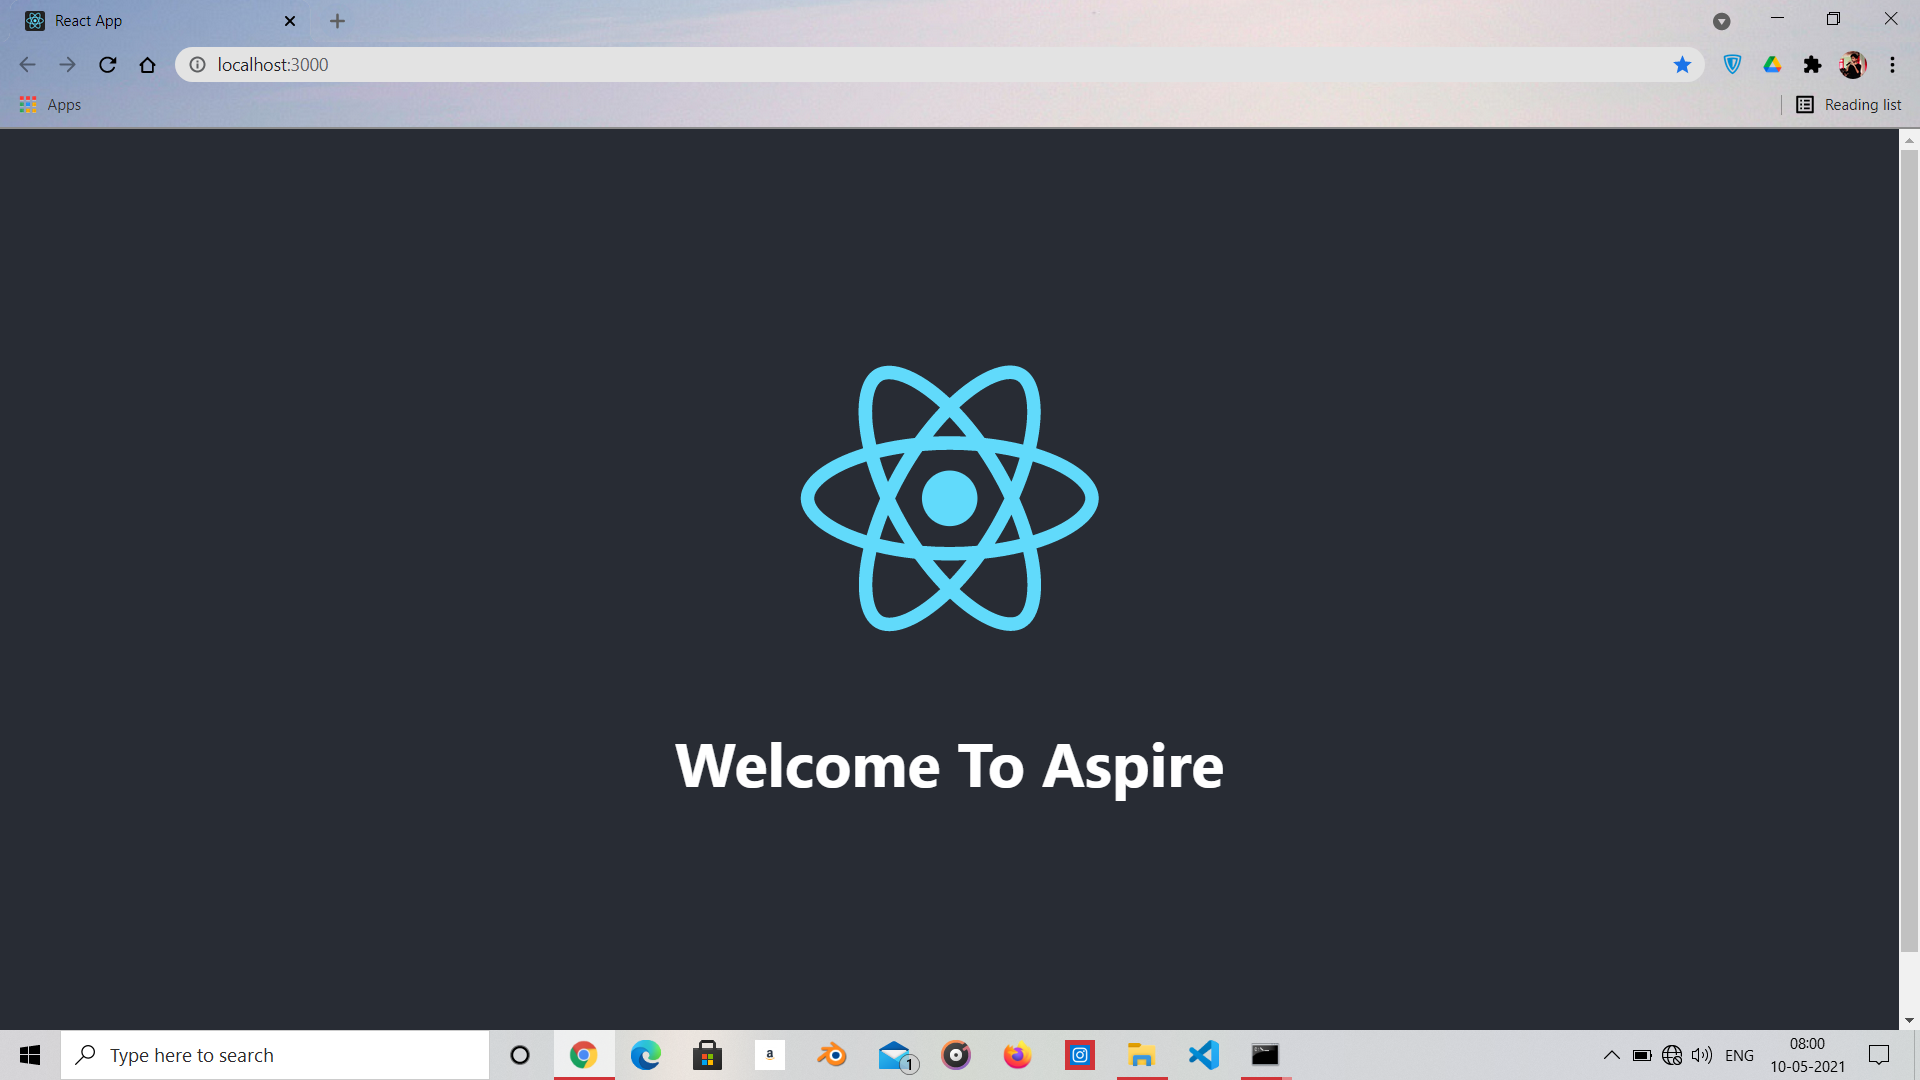 React App
localhost:3000
Apps
Reading list
Welcome To Aspire
Type here to search
a
1
ENG
08:00
10-05-2021